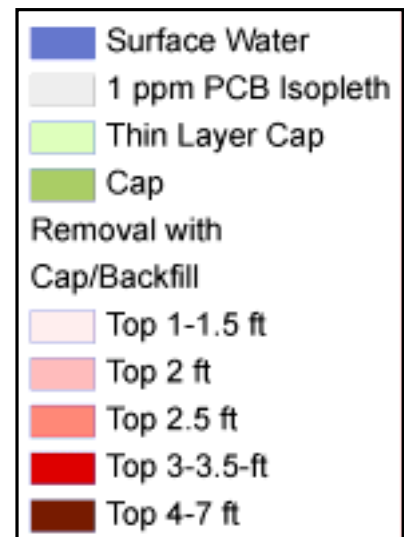 Surface Water
1 ppm PCB Isopleth
Thin Layer Cap
Cap
Removal with
Cap/Backfill
Top 1-1.5 ft
Top 2 ft
Top 2.5 ft
Top 3-3.5-ft
Top 4-7 ft